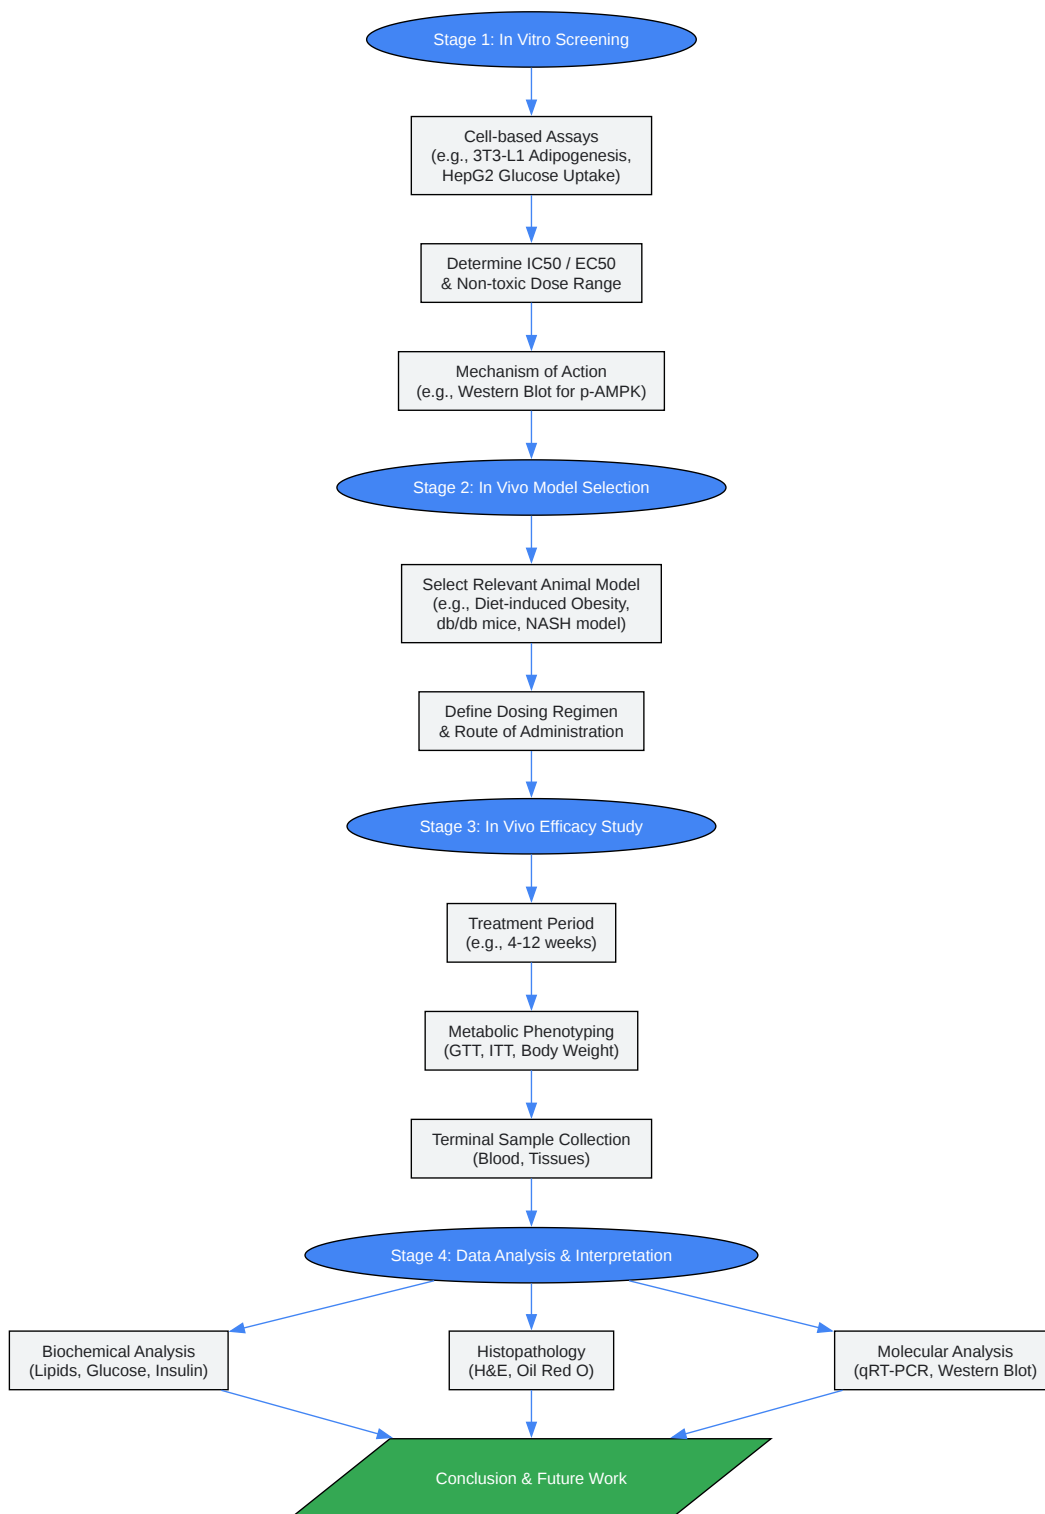 Stage 1: In Vitro Screening
Cell-based Assays
(e.g., 3T3-L1 Adipogenesis,
HepG2 Glucose Uptake)
Determine IC50 / EC50
& Non-toxic Dose Range
Mechanism of Action
(e.g., Western Blot for p-AMPK)
Stage 2: In Vivo Model Selection
Select Relevant Animal Model
(e.g., Diet-induced Obesity,
db/db mice, NASH model)
Define Dosing Regimen
& Route of Administration
Stage 3: In Vivo Efficacy Study
Treatment Period
(e.g., 4-12 weeks)
Metabolic Phenotyping
(GTT, ITT, Body Weight)
Terminal Sample Collection
(Blood, Tissues)
Stage 4: Data Analysis & Interpretation
Biochemical Analysis
(Lipids, Glucose, Insulin)
Histopathology
(H&E, Oil Red O)
Molecular Analysis
(qRT-PCR, Western Blot)
Conclusion & Future Work